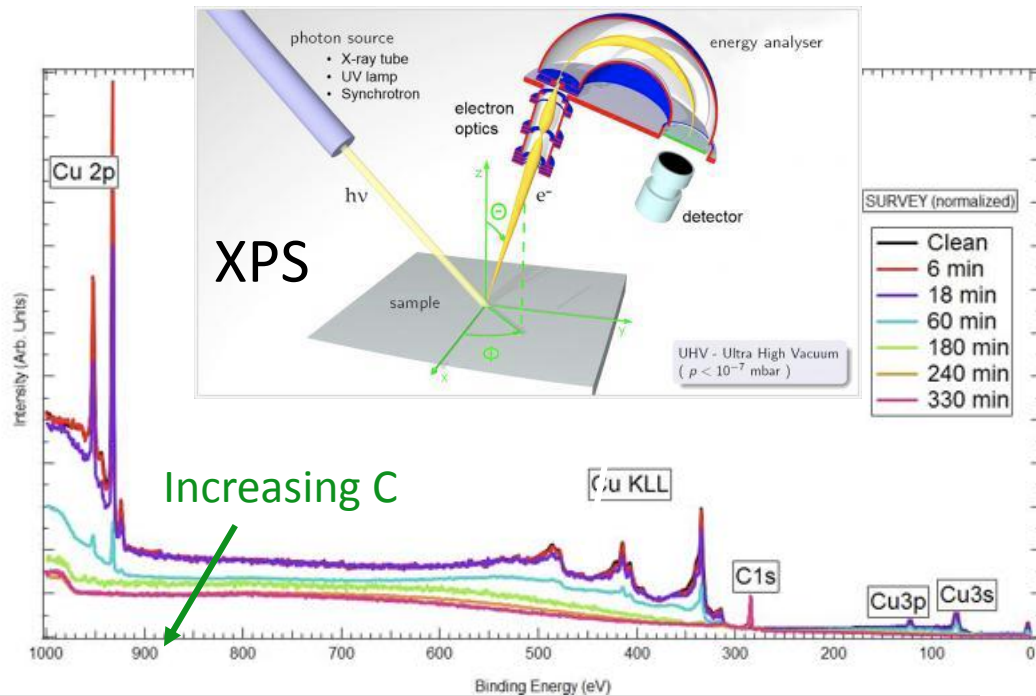 photon source
• X-ray tube
• UV lamp
• Synchrotron
energy analyser
electron
optics
Cu 2p
hν
z
Θ
e-
detector
SURVEY (normalized)
Clean
6 min
18 min
60 min
180 min
240 min
330 min
XPS
sample
y
Φ
x
UHV - Ultra High Vacuum
( p < 10⁻⁷ mbar )
Intensity (Arb. Units)
Increasing C
Cu KLL
C1s
Cu3p
Cu3s
1000 900 800 700 600 500 400 300 200 100 0
Binding Energy (eV)